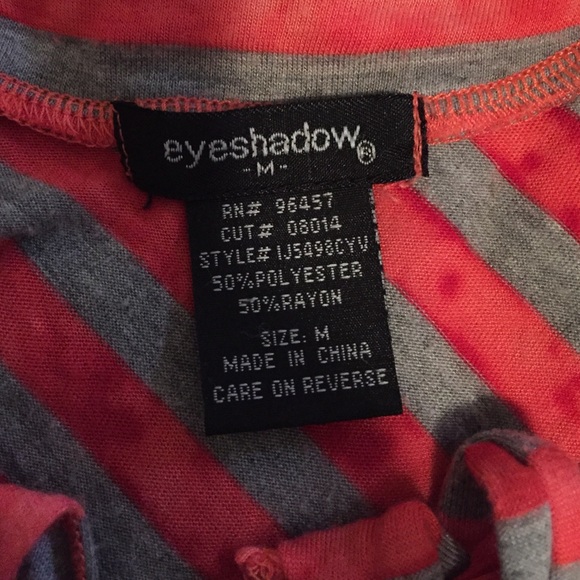 eyeshadow®
- M -
RN# 96457
CUT# 08014
STYLE# IJ5498CYV
50%POLYESTER
50%RAYON
SIZE: M
MADE IN CHINA
CARE ON REVERSE